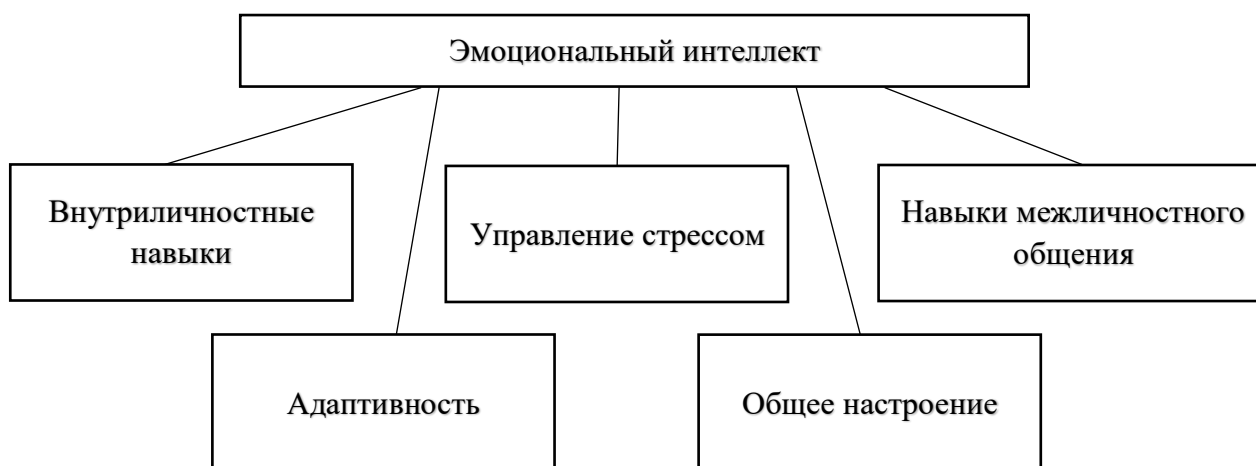 Эмоциональный интеллект
Внутриличностные
навыки
Управление стрессом
Навыки межличностного
общения
Адаптивность
Общее настроение